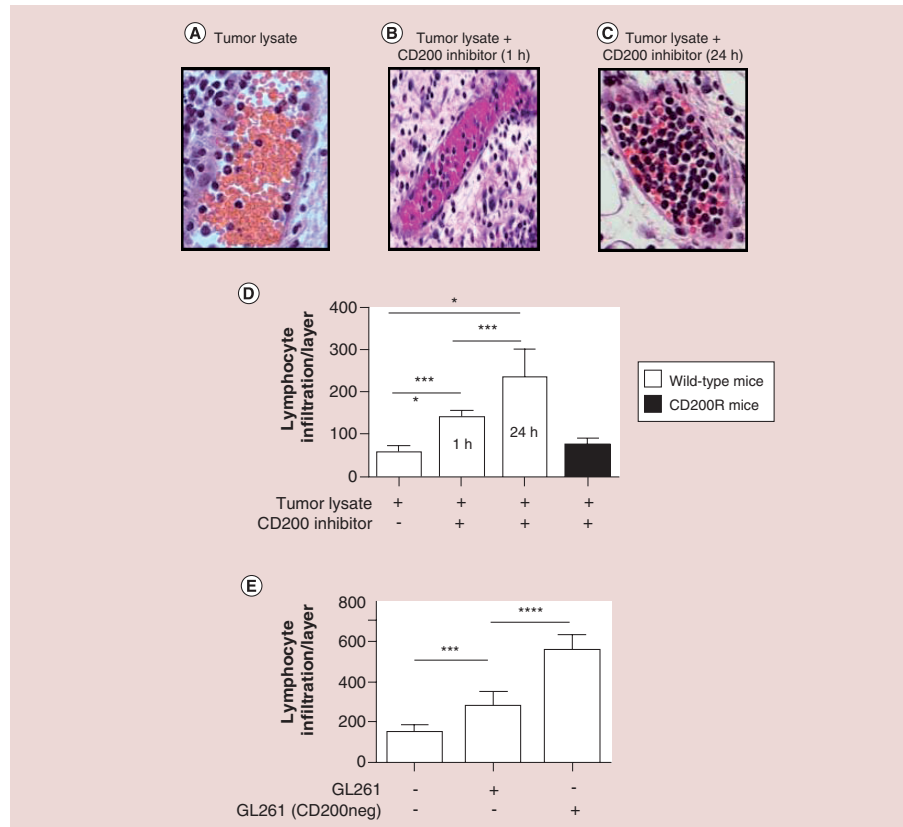 A Tumor lysate
B Tumor lysate +
CD200 inhibitor (1 h)
C Tumor lysate +
CD200 inhibitor (24 h)
D
Lymphocyte
infiltration/layer
400
300
200
100
0
*
***
***
*
1 h
24 h
Wild-type mice
CD200R mice
Tumor lysate + + + +
CD200 inhibitor - + + +
E
Lymphocyte
infiltration/layer
800
600
400
200
0
***
****
GL261 - + -
GL261 (CD200neg) - - +